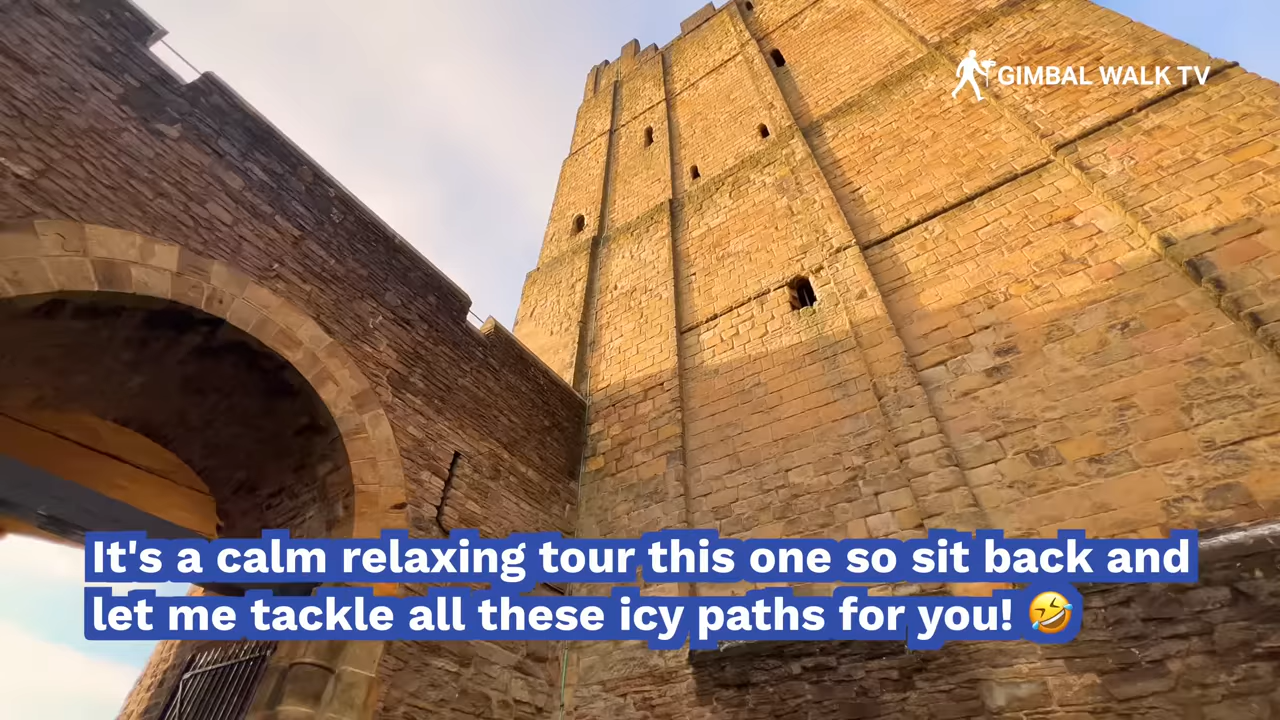 GIMBAL WALK TV
It's a calm relaxing tour this one so sit back and
let me tackle all these icy paths for you! 🤣